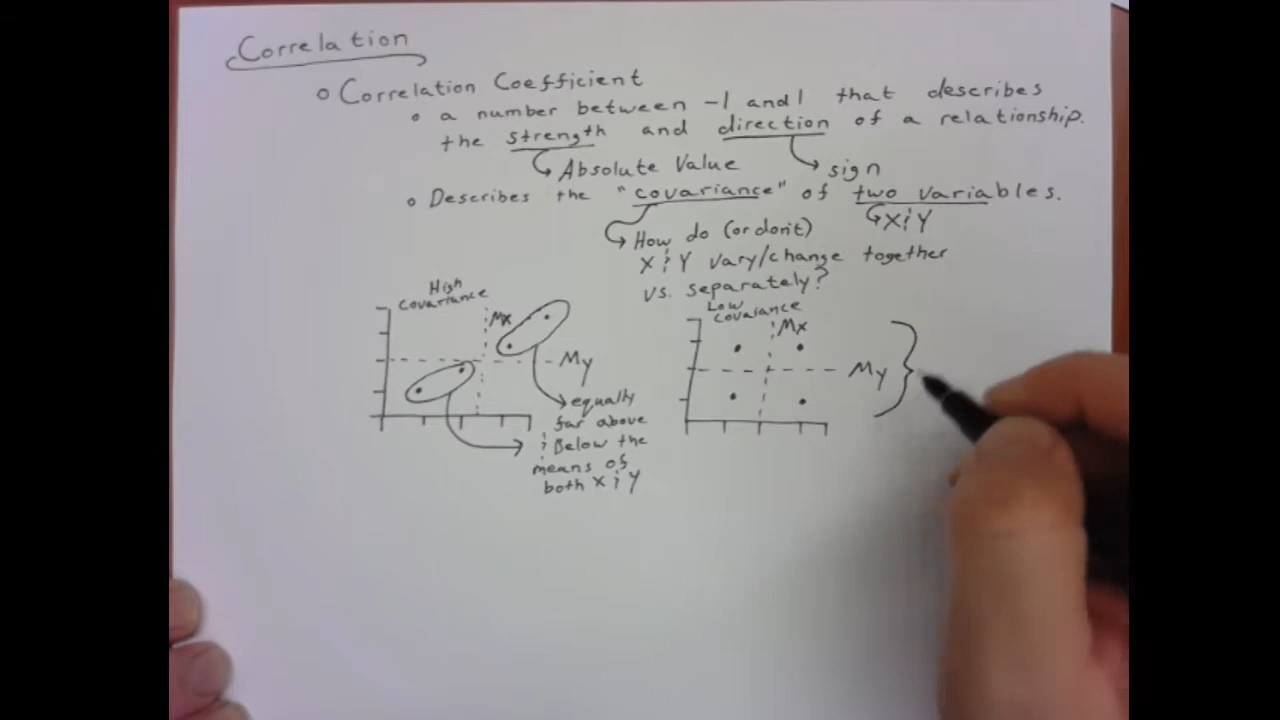 Correlation
Correlation Coefficient
a number between -1 and 1 that describes
the strength and direction of a relationship.
Absolute Value
sign
Describes the "covariance" of two variables.
X & Y
How do (or don't)
X & Y vary/change together
vs. separately?
High
Covariance
Mx
My
equally
far above
& Below the
means of
both X & Y
Low
Covaiance
Mx
My